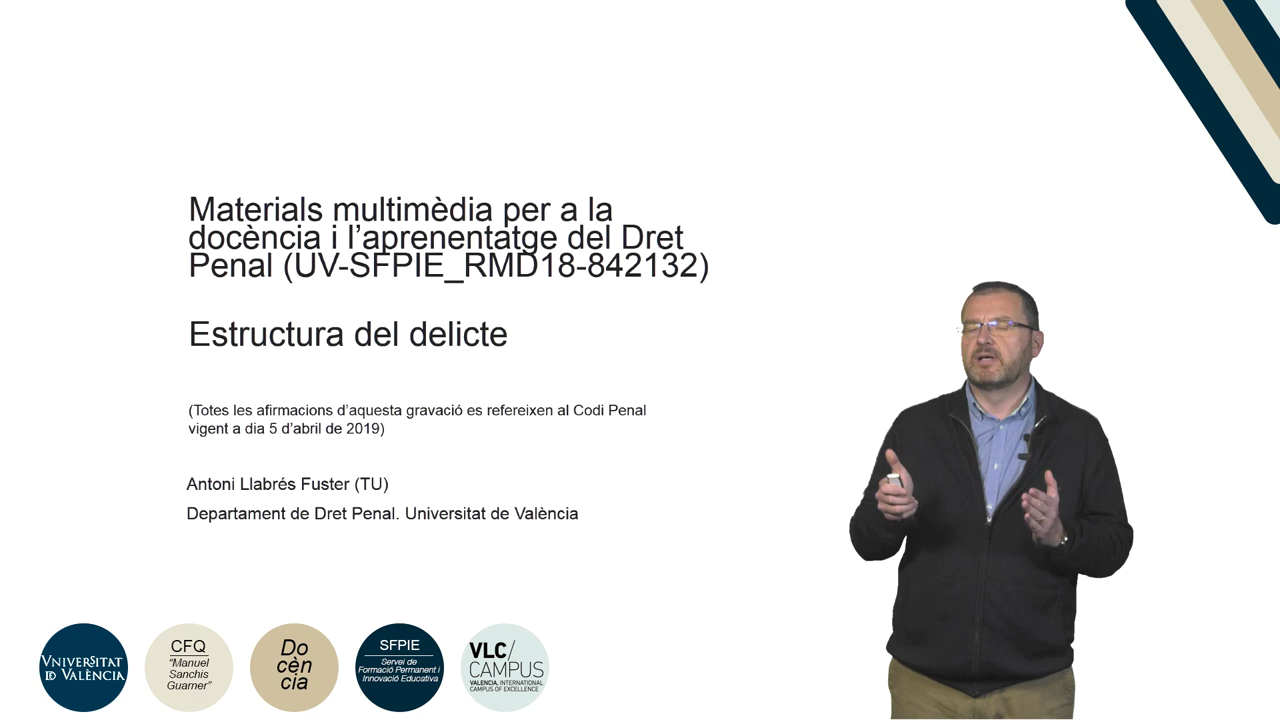 Materials multimèdia per a la
docència i l'aprenentatge del Dret
Penal (UV-SFPIE_RMD18-842132)
Estructura del delicte
(Totes les afirmacions d'aquesta gravació es refereixen al Codi Penal
vigent a dia 5 d'abril de 2019)
Antoni Llabrés Fuster (TU)
Departament de Dret Penal. Universitat de València
VNIVERSITAT
ID VALÈNCIA
CFQ
"Manuel
Sanchis
Guarner"
Do
cèn
cia
SFPIE
Servei de
Formació Permanent i
Innovació Educativa
VLC/
CAMPUS
VALENCIA, INTERNATIONAL
CAMPUS OF EXCELLENCE